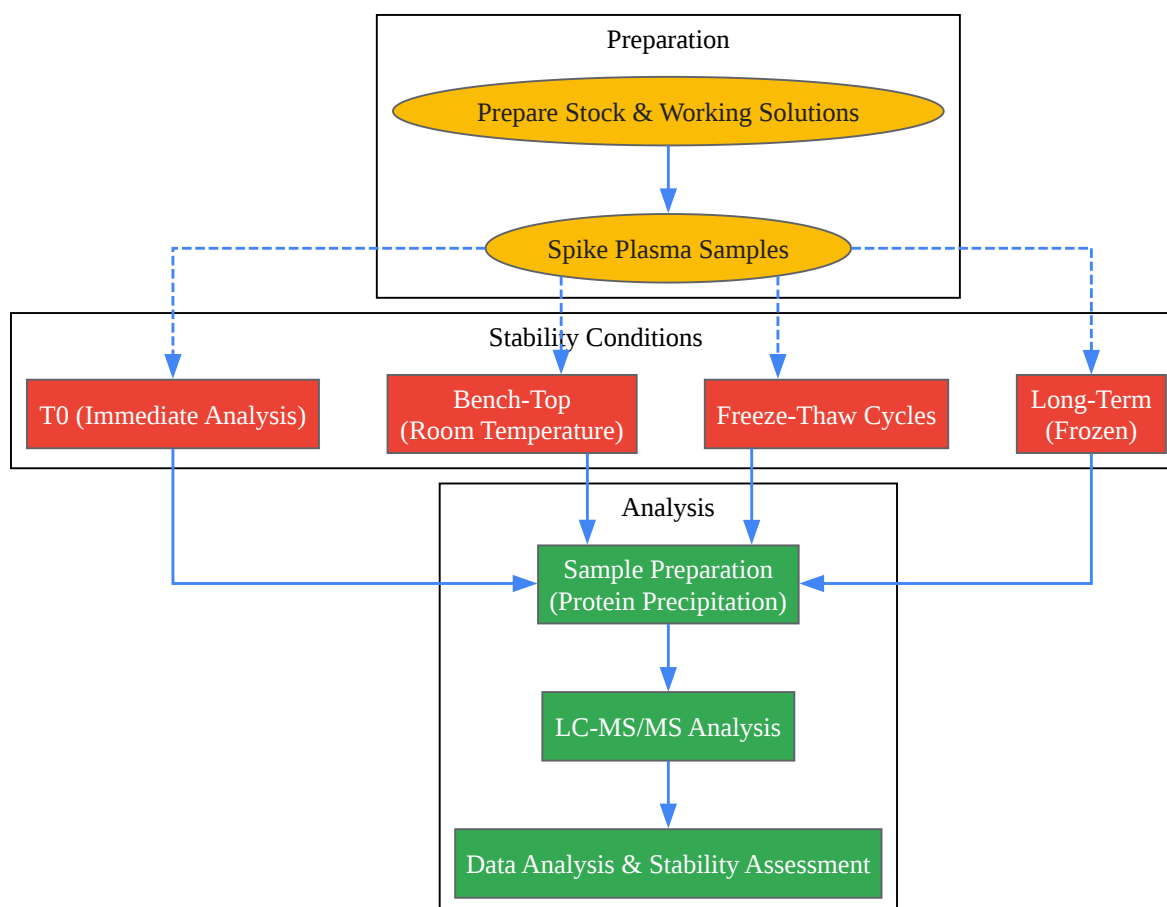 Preparation
Prepare Stock & Working Solutions
Spike Plasma Samples
Stability Conditions
T0 (Immediate Analysis)
Bench-Top
(Room Temperature)
Freeze-Thaw Cycles
Long-Term
(Frozen)
Analysis
Sample Preparation
(Protein Precipitation)
LC-MS/MS Analysis
Data Analysis & Stability Assessment